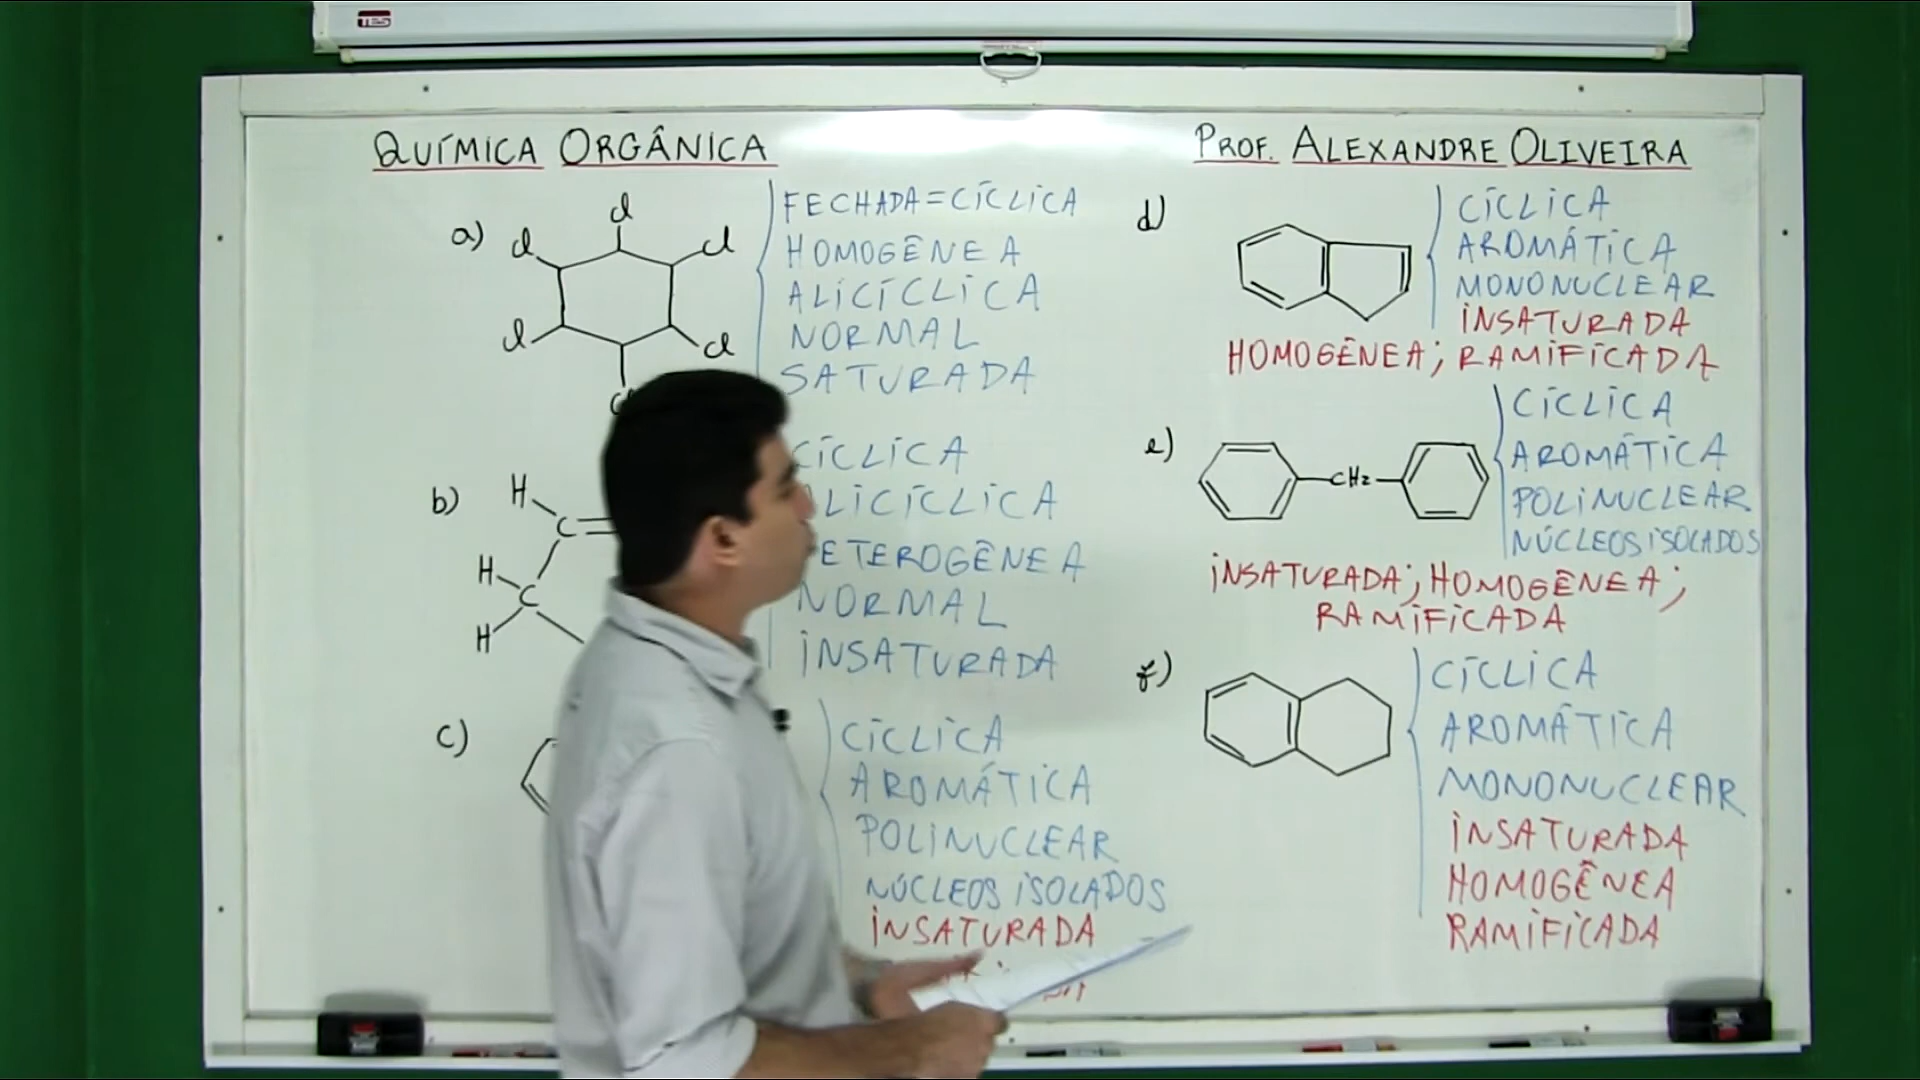 QUÍMICA ORGÂNICA
PROF. ALEXANDRE OLIVEIRA
a)
Cl
Cl
Cl
Cl
Cl
FECHADA=CÍCLICA
HOMOGÊNEA
ALICÍCLICA
NORMAL
SATURADA
b)
H
C
H
C
H
CÍCLICA
LICÍCLICA
ETEROGÊNEA
NORMAL
INSATURADA
c)
CÍCLICA
AROMÁTICA
POLINUCLEAR
NÚCLEOS ISOLADOS
INSATURADA
d)
CÍCLICA
AROMÁTICA
MONONUCLEAR
INSATURADA
HOMOGÊNEA; RAMIFICADA
e)
CH2
CÍCLICA
AROMÁTICA
POLINUCLEAR
NÚCLEOS ISOLADOS
INSATURADA; HOMOGÊNEA;
RAMIFICADA
f)
CÍCLICA
AROMÁTICA
MONONUCLEAR
INSATURADA
HOMOGÊNEA
RAMIFICADA